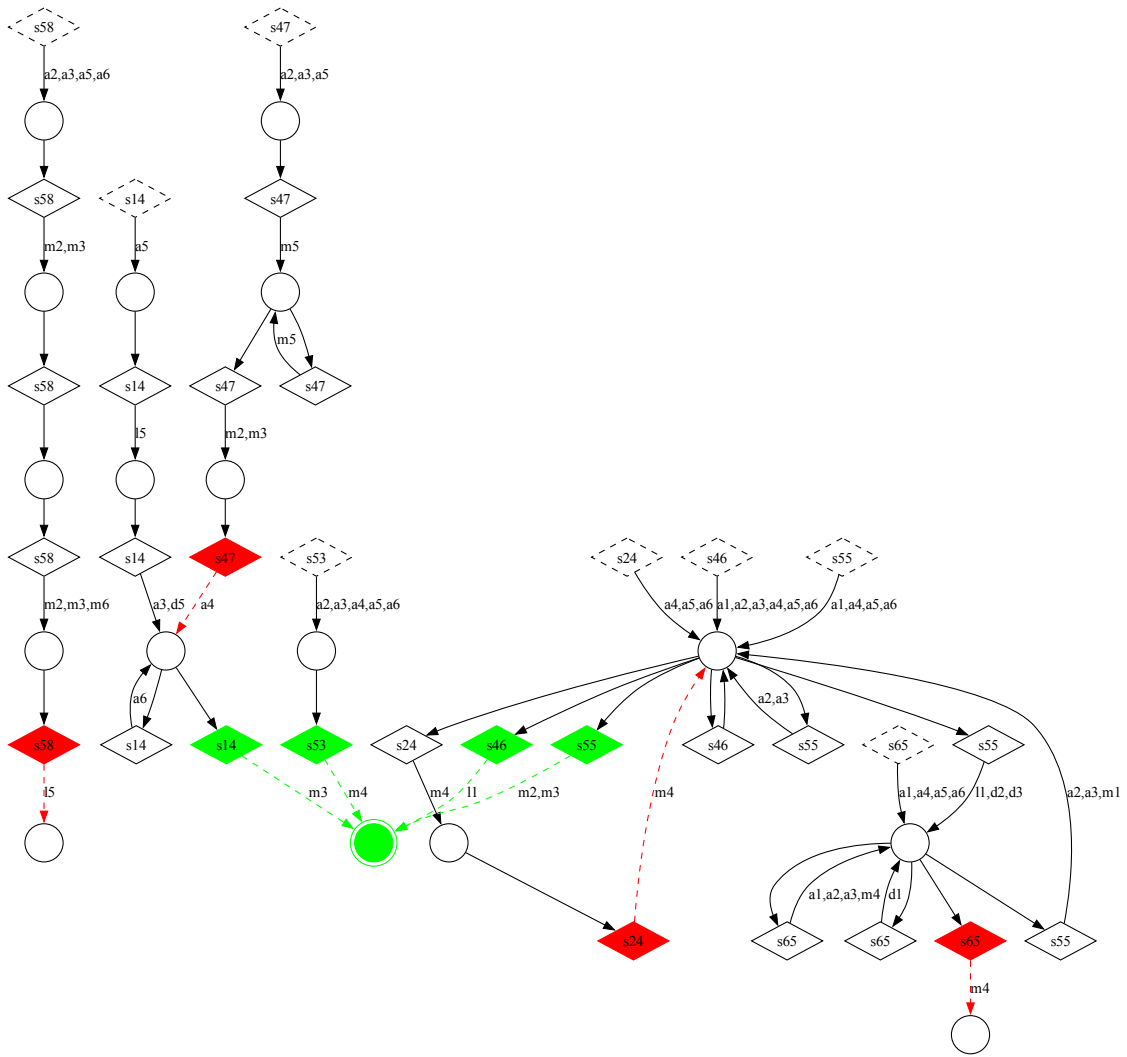 s58
s47
a2,a3,a5,a6
a2,a3,a5
s58
s14
s47
m2,m3
a5
m5
m5
s58
s14
s47
s47
l5
m2,m3
s58
s14
s47
s53
s24
s46
s55
m2,m3,m6
a3,d5
a4
a2,a3,a4,a5,a6
a4,a5,a6
a1,a2,a3,a4,a5,a6
a1,a4,a5,a6
a6
a2,a3
s58
s14
s14
s53
s24
s46
s55
s46
s55
s65
s55
l5
m3
m4
m4
l1
m2,m3
m4
a1,a4,a5,a6
l1,d2,d3
a2,a3,m1
a1,a2,a3,m4
d1
s24
s65
s65
s65
s55
m4